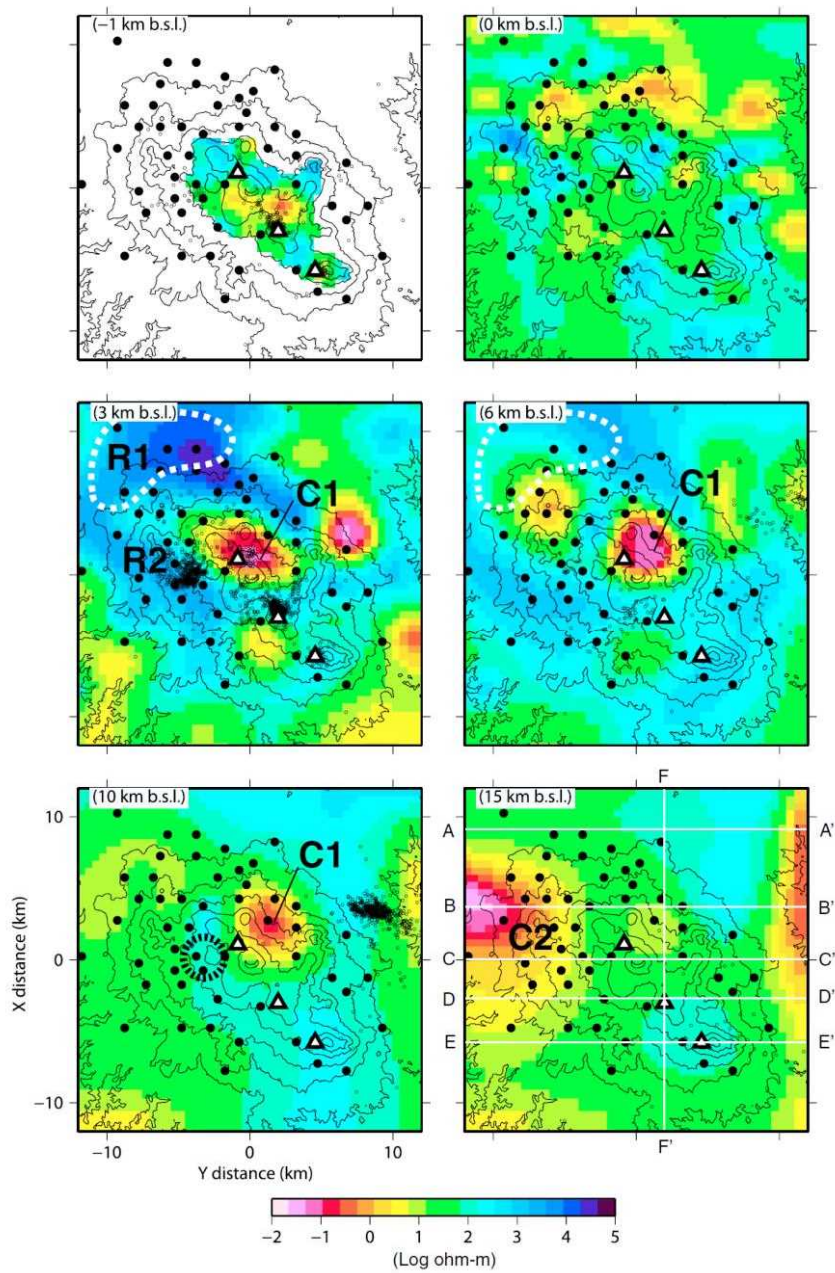 (−1 km b.s.l.)
(0 km b.s.l.)
(3 km b.s.l.)
(6 km b.s.l.)
R1
C1
C1
R2
F
(10 km b.s.l.)
(15 km b.s.l.)
10
A
A'
C1
B
B'
C2
X distance (km)
0
C
C'
D
D'
E
E'
−10
F'
−10
0
10
Y distance (km)
−2 −1 0 1 2 3 4 5
(Log ohm-m)